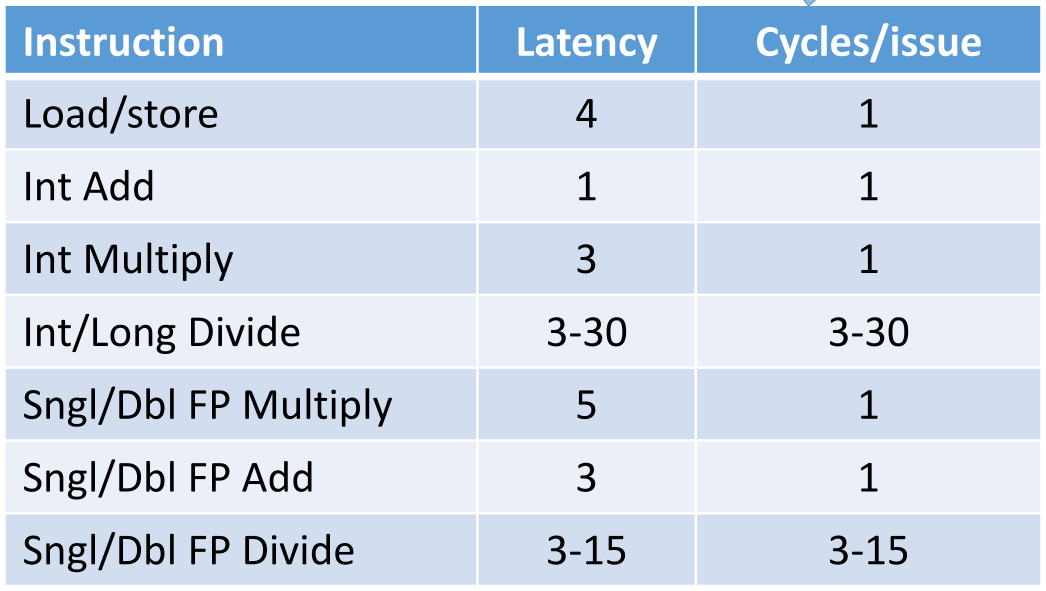 Instruction Latency Cycles/issue
Load/store 4 1
Int Add 1 1
Int Multiply 3 1
Int/Long Divide 3-30 3-30
Sngl/Dbl FP Multiply 5 1
Sngl/Dbl FP Add 3 1
Sngl/Dbl FP Divide 3-15 3-15